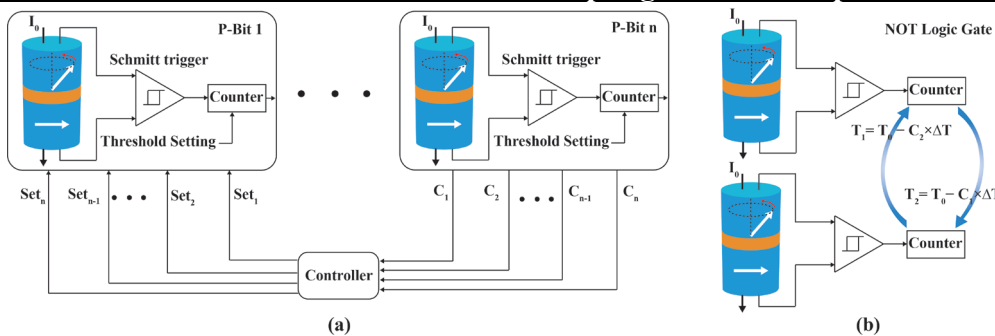 I₀
P-Bit 1
Schmitt trigger
Counter
Threshold Setting
I₀
P-Bit n
Schmitt trigger
Counter
Threshold Setting
Setₙ
Setₙ₋₁
Set₂
Set₁
C₁
C₂
Cₙ₋₁
Cₙ
Controller
(a)
I₀
NOT Logic Gate
Counter
T₁= T₀− C₂×ΔT
I₀
T₂= T₀− C₁×ΔT
Counter
(b)